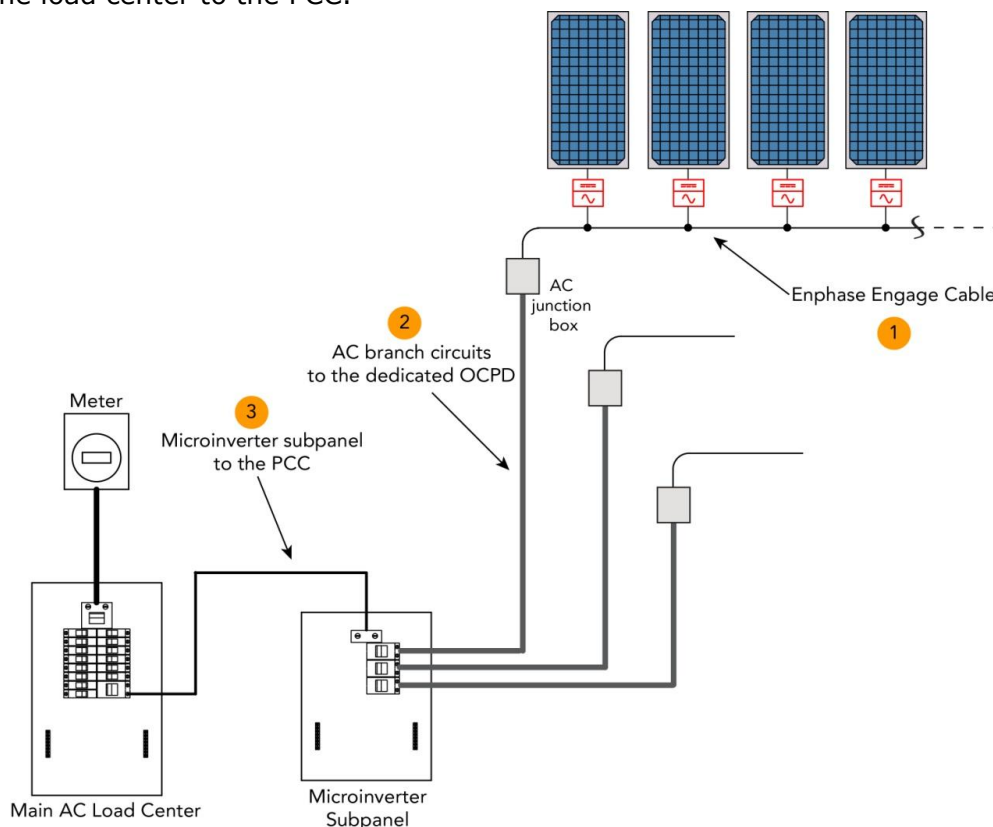 the load center to the PCC.
AC
junction
box
Enphase Engage Cable
1
2
AC branch circuits
to the dedicated OCPD
Meter
3
Microinverter subpanel
to the PCC
Main AC Load Center
Microinverter
Subpanel